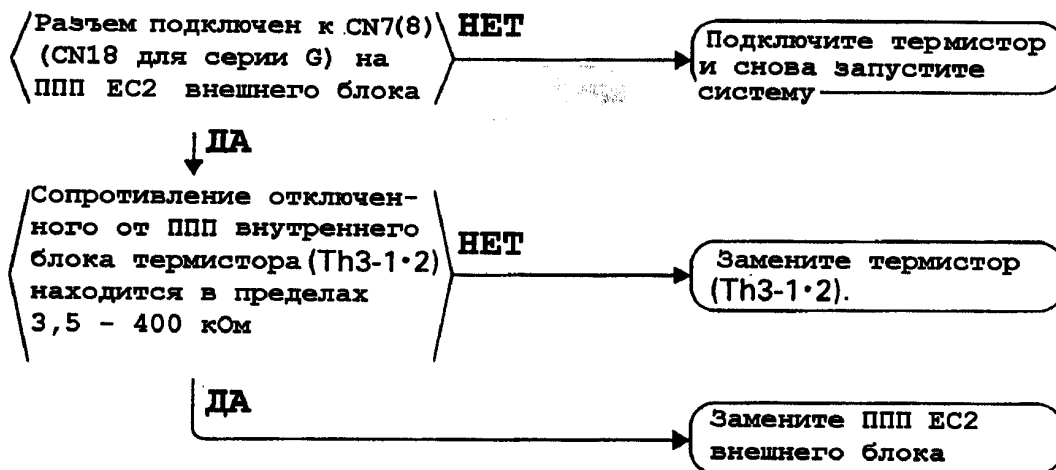 Разъем подключен к CN7(8)
(CN18 для серии G) на
ППП EC2 внешнего блока
НЕТ
Подключите термистор
и снова запустите
систему
ДА
Сопротивление отключен-
ного от ППП внутреннего
блока термистора (Th3-1·2)
находится в пределах
3,5 - 400 кОм
НЕТ
Замените термистор
(Th3-1·2).
ДА
Замените ППП EC2
внешнего блока